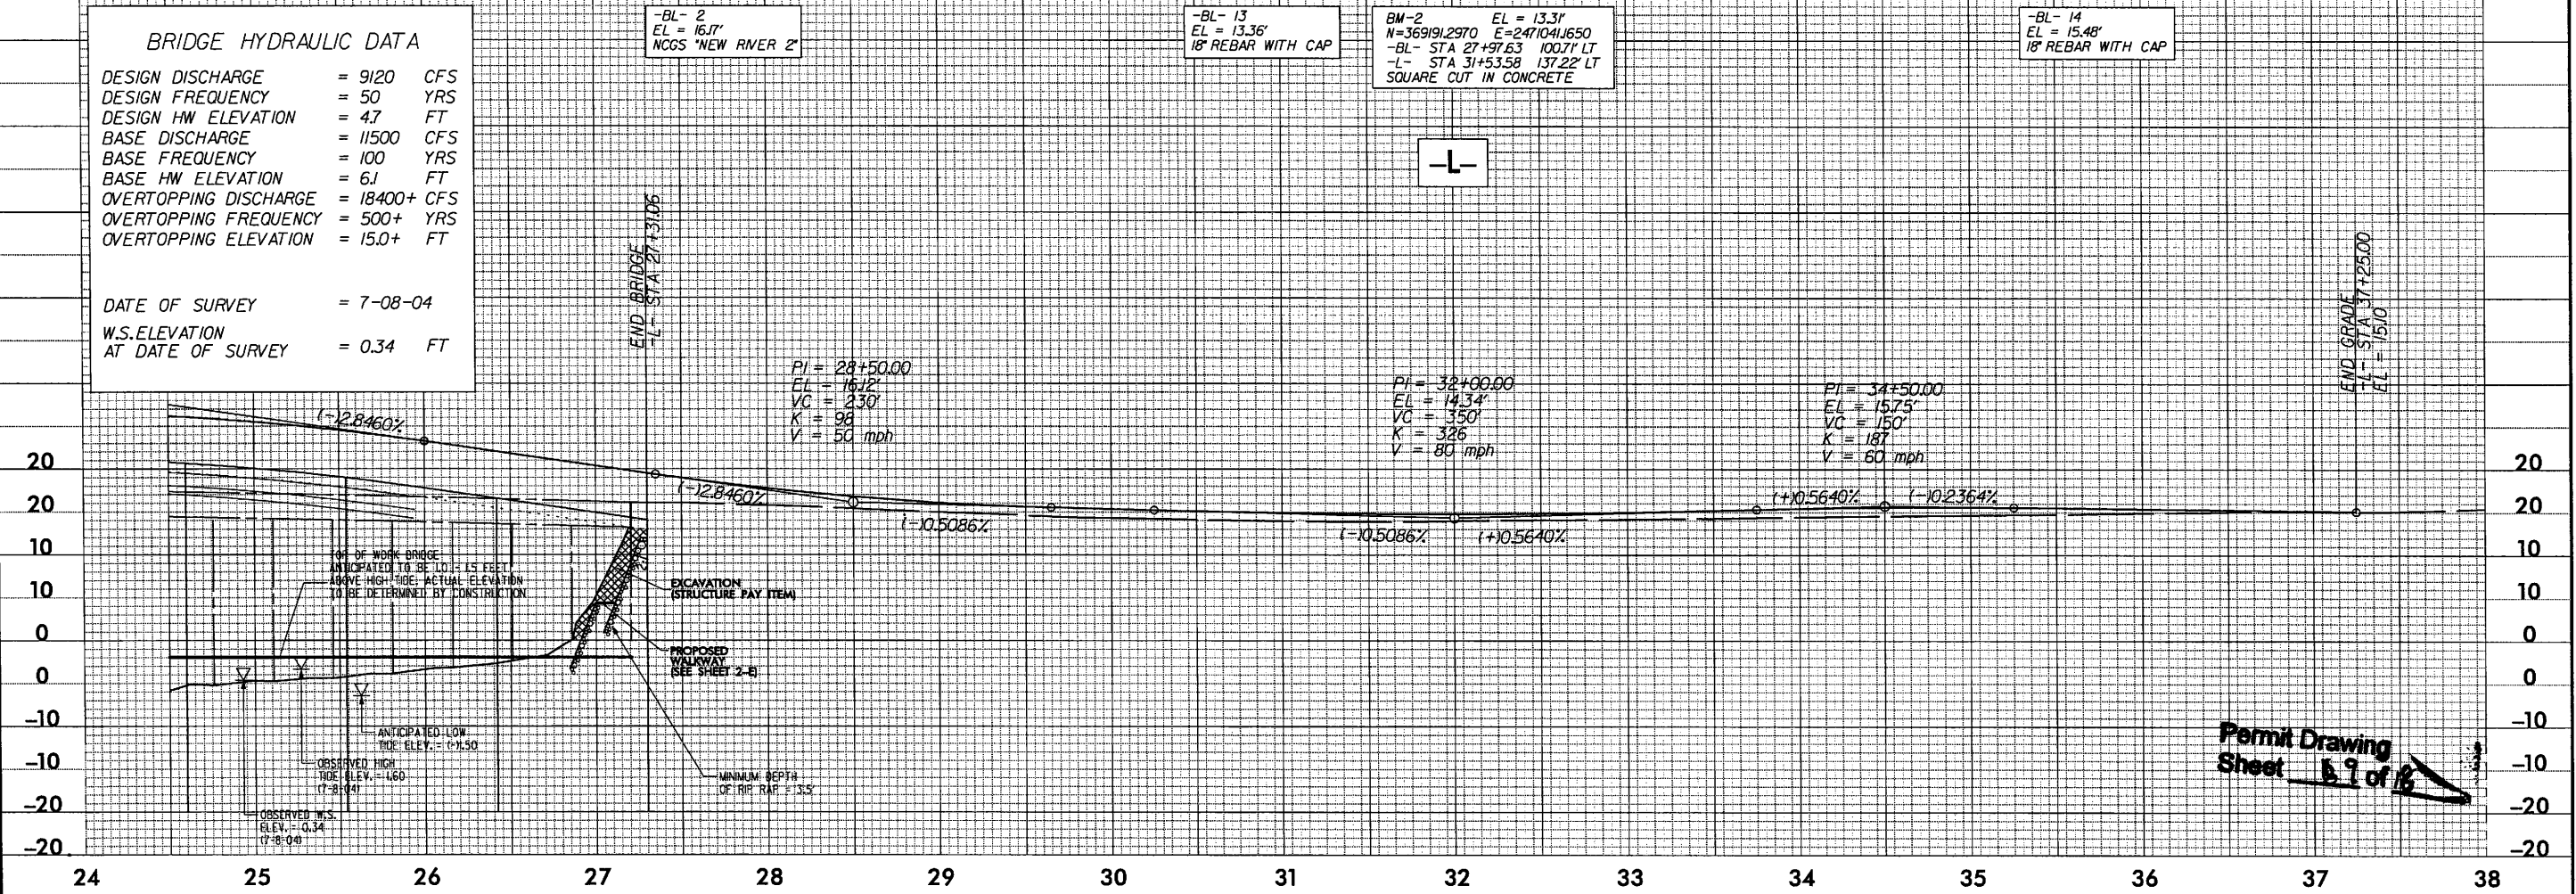 BRIDGE HYDRAULIC DATA
DESIGN DISCHARGE = 9120 CFS
DESIGN FREQUENCY = 50 YRS
DESIGN HW ELEVATION = 4.7 FT
BASE DISCHARGE = 11500 CFS
BASE FREQUENCY = 100 YRS
BASE HW ELEVATION = 6.1 FT
OVERTOPPING DISCHARGE = 18400+ CFS
OVERTOPPING FREQUENCY = 500+ YRS
OVERTOPPING ELEVATION = 15.0+ FT
DATE OF SURVEY = 7-08-04
W.S.ELEVATION
AT DATE OF SURVEY = 0.34 FT
-BL- 2
EL = 16.17'
NCGS "NEW RIVER 2"
-BL- 13
EL = 13.36'
18" REBAR WITH CAP
BM-2 EL = 13.31'
N=369191.2970 E=2471041.1650
-BL- STA 27+97.63 100.71' LT
-L- STA 31+53.58 137.22' LT
SQUARE CUT IN CONCRETE
-BL- 14
EL = 15.48'
18" REBAR WITH CAP
-L-
END BRIDGE
-L- STA 27+31.06
PI = 28+50.00
EL = 16.12'
VC = 230'
K = 98
V = 50 mph
PI = 32+00.00
EL = 14.34'
VC = 350'
K = 326
V = 80 mph
PI = 34+50.00
EL = 15.75'
VC = 150'
K = 187
V = 60 mph
END GRADE
-L- STA 37+25.00
EL = 15.10'
(-)2.8460%
(-)2.8460%
(-)0.5086%
(-)0.5086%
(+)0.5640%
(+)0.5640%
(-)0.2364%
TOP OF WORK BRIDGE
ANTICIPATED TO BE 1.0 - 1.5 FEET
ABOVE HIGH TIDE. ACTUAL ELEVATION
TO BE DETERMINED BY CONSTRUCTION
EXCAVATION
(STRUCTURE PAY ITEM)
PROPOSED
WALKWAY
(SEE SHEET 2-E)
ANTICIPATED LOW
TIDE ELEV. = (-)1.50
OBSERVED HIGH
TIDE ELEV. = 1.60
(7-8-04)
MINIMUM DEPTH
OF RIP RAP = 3.5'
OBSERVED W.S.
ELEV. = 0.34
(7-8-04)
20 20
20 20
10 10
10 10
0 0
0 0
-10 -10
-10 -10
-20 -20
-20 -20
Permit Drawing
Sheet 9 of
24 25 26 27 28 29 30 31 32 33 34 35 36 37 38